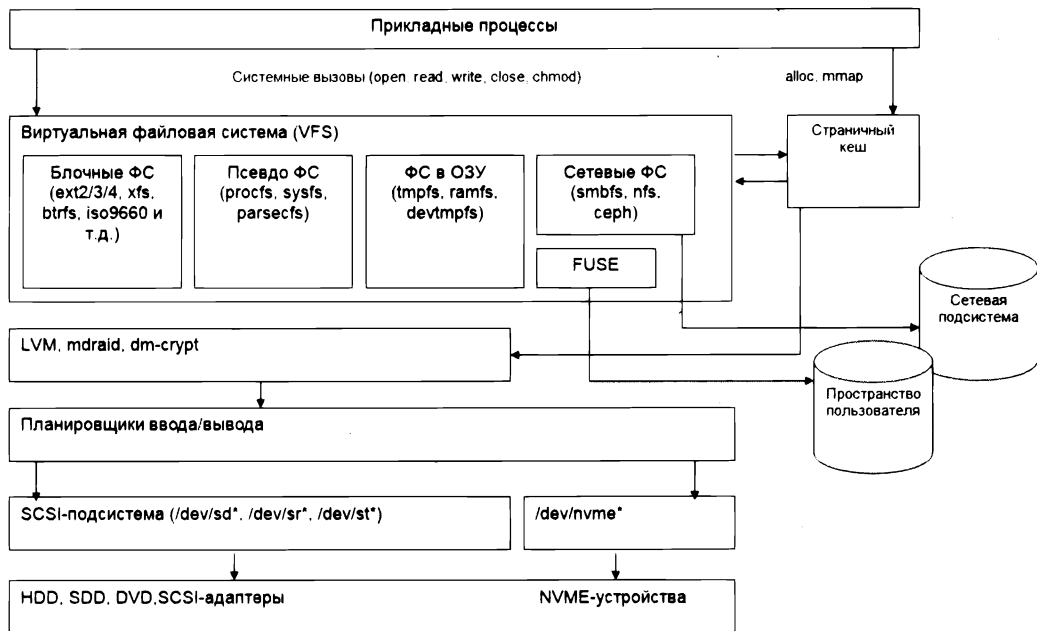 Прикладные процессы
Системные вызовы (open, read, write, close, chmod)
alloc, mmap
Виртуальная файловая система (VFS)
Страничный
кеш
Блочные ФС
(ext2/3/4, xfs,
btrfs, iso9660 и
т.д.)
Псевдо ФС
(procfs, sysfs,
parsecfs)
ФС в ОЗУ
(tmpfs, ramfs,
devtmpfs)
Сетевые ФС
(smbfs, nfs,
ceph)
FUSE
Сетевая
подсистема
LVM, mdraid, dm-crypt
Пространство
пользователя
Планировщики ввода/вывода
SCSI-подсистема (/dev/sd*, /dev/sr*, /dev/st*)
/dev/nvme*
HDD, SDD, DVD,SCSI-адаптеры
NVME-устройства